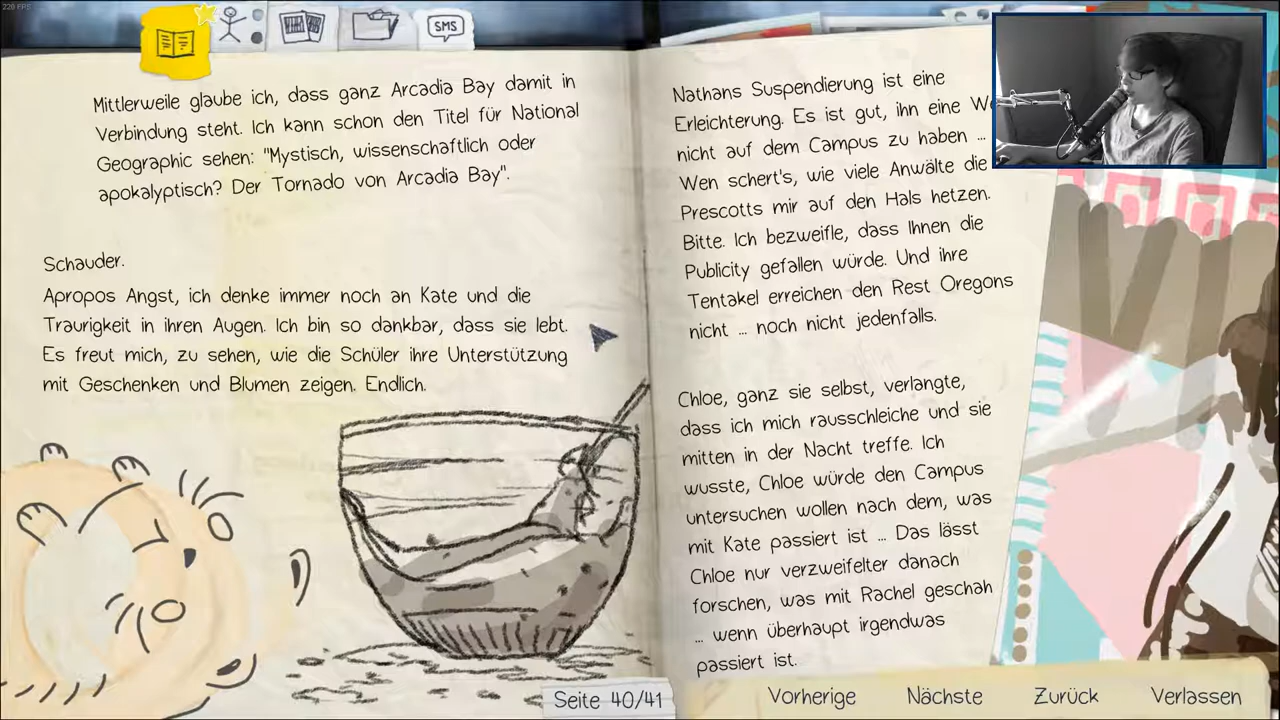 220 FPS
SMS
Mittlerweile glaube ich, dass ganz Arcadia Bay damit in
Verbindung steht. Ich kann schon den Titel für National
Geographic sehen: "Mystisch, wissenschaftlich oder
apokalyptisch? Der Tornado von Arcadia Bay".
Schauder.
Apropos Angst, ich denke immer noch an Kate und die
Traurigkeit in ihren Augen. Ich bin so dankbar, dass sie lebt.
Es freut mich, zu sehen, wie die Schüler ihre Unterstützung
mit Geschenken und Blumen zeigen. Endlich.
Nathans Suspendierung ist eine
Erleichterung. Es ist gut, ihn eine
nicht auf dem Campus zu haben ...
Wen schert's, wie viele Anwälte die
Prescotts mir auf den Hals hetzen.
Bitte. Ich bezweifle, dass Ihnen die
Publicity gefallen würde. Und ihre
Tentakel erreichen den Rest Oregons
nicht ... noch nicht jedenfalls.
Chloe, ganz sie selbst, verlangte,
dass ich mich rausschleiche und sie
mitten in der Nacht treffe. Ich
wusste, Chloe würde den Campus
untersuchen wollen nach dem, was
mit Kate passiert ist ... Das lässt
Chloe nur verzweifelter danach
forschen, was mit Rachel geschah
... wenn überhaupt irgendwas
passiert ist.
Seite 40/41
Vorherige Nächste Zurück Verlassen